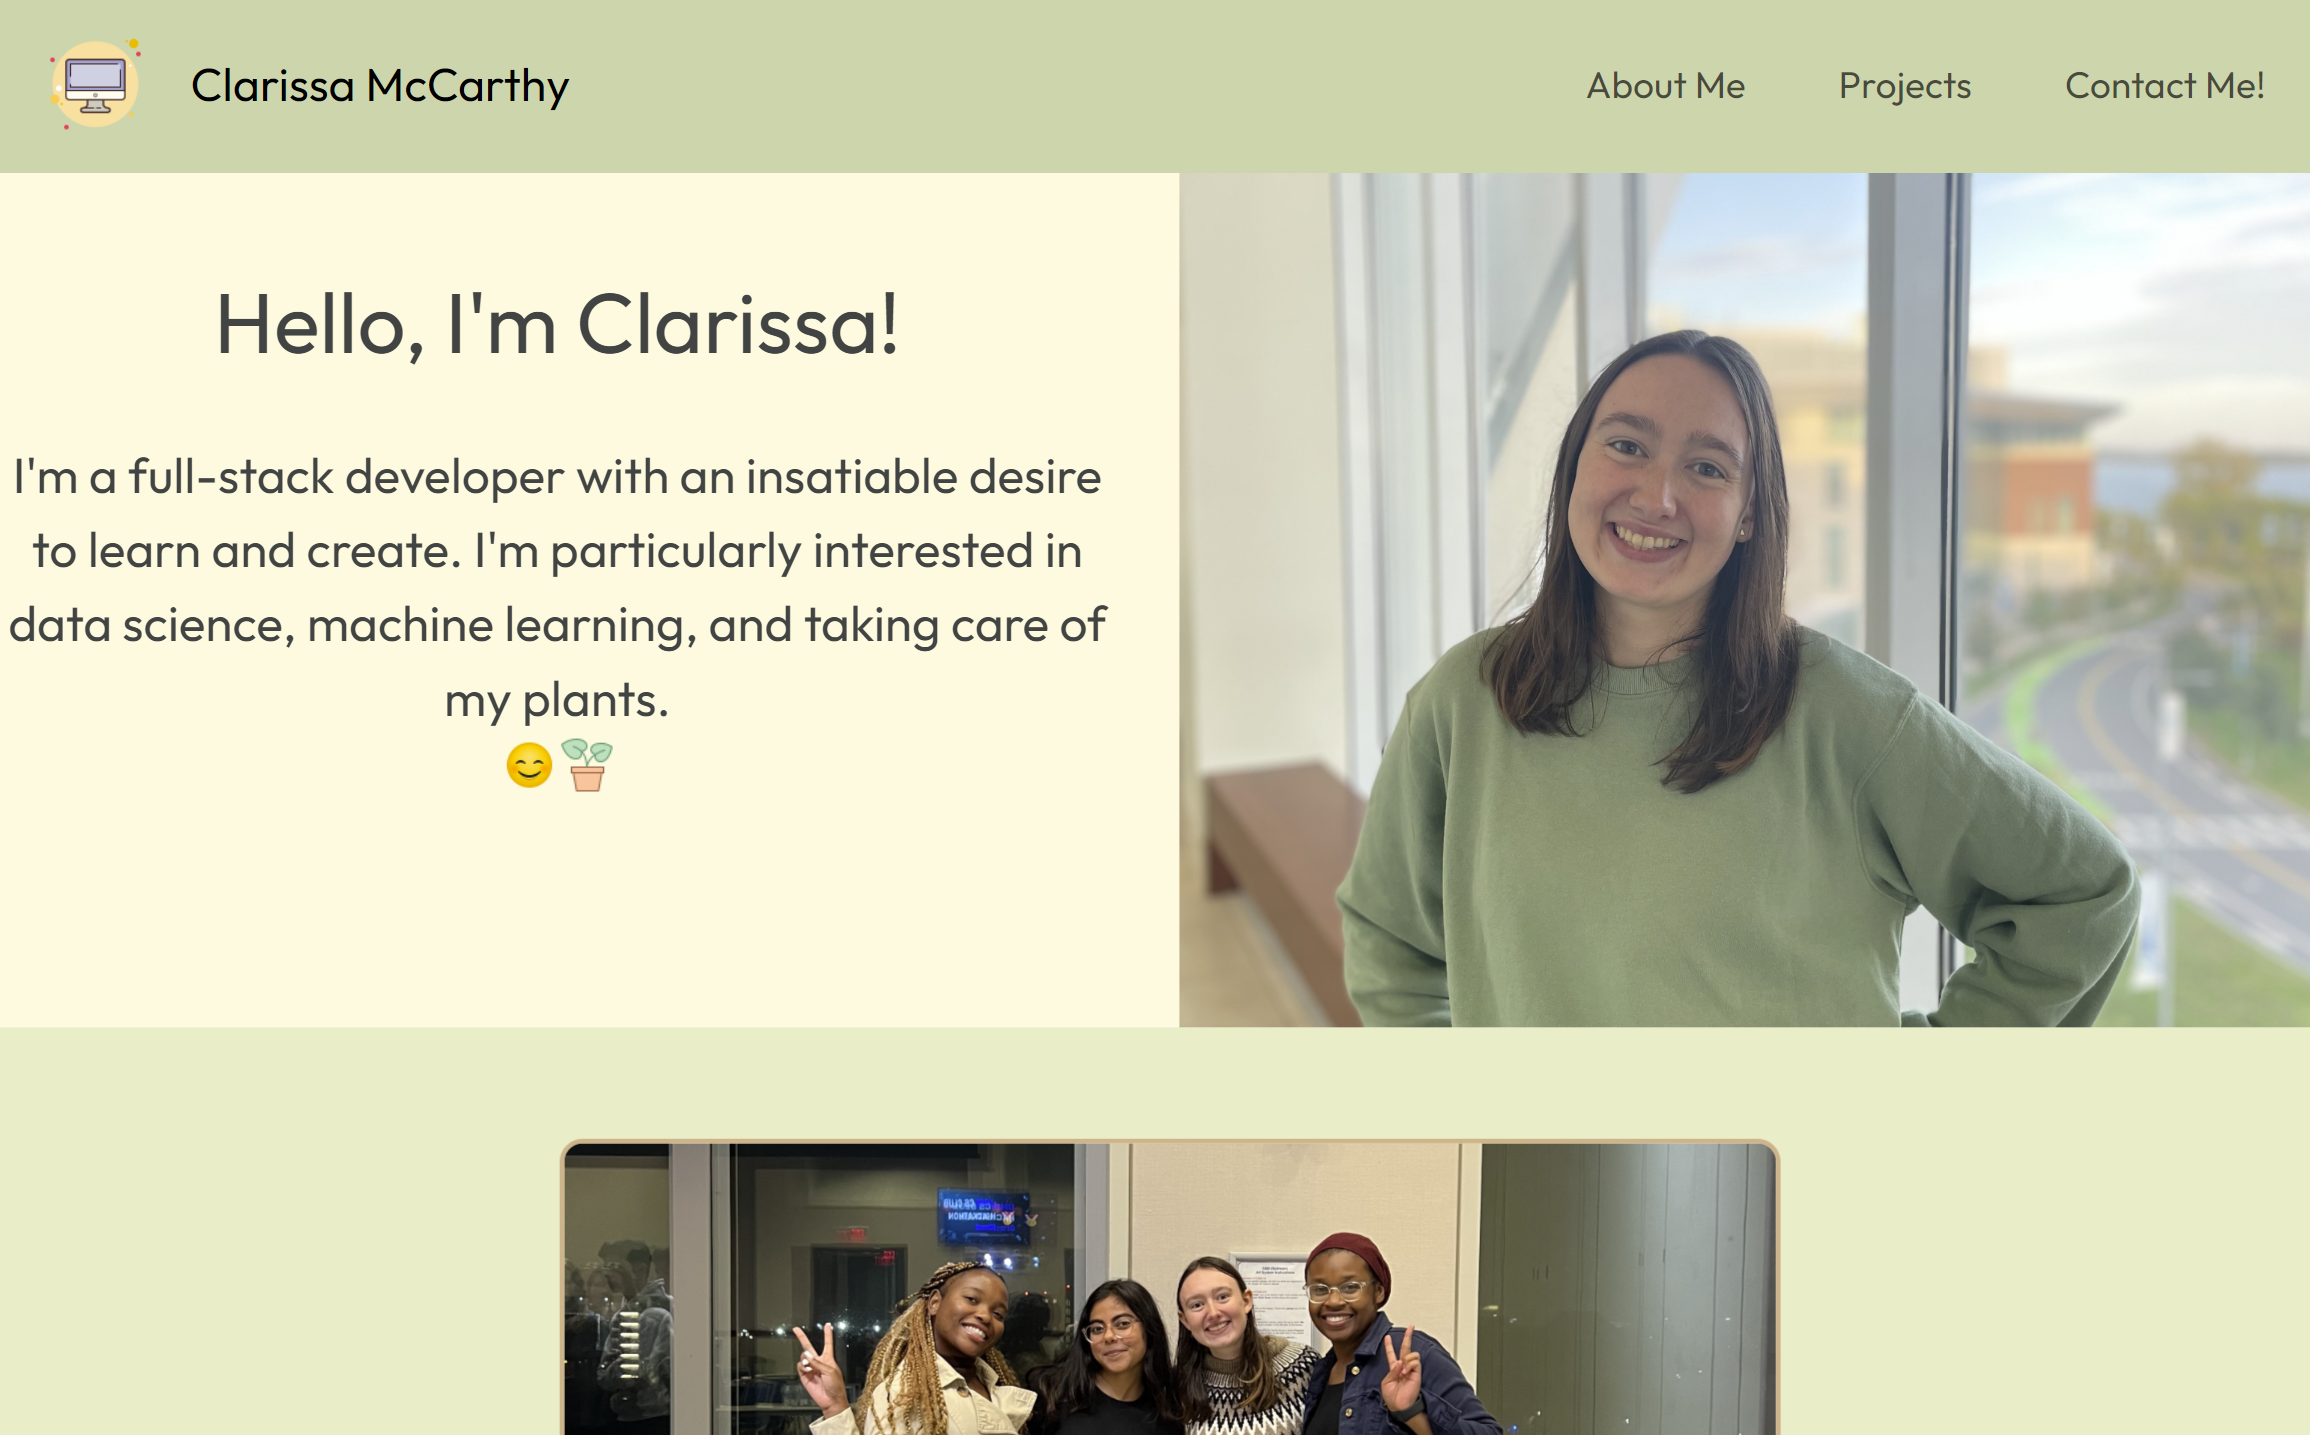 Clarissa McCarthy
About Me
Projects
Contact Me!
Hello, I'm Clarissa!
I'm a full-stack developer with an insatiable desire
to learn and create. I'm particularly interested in
data science, machine learning, and taking care of
my plants.
😊🪴